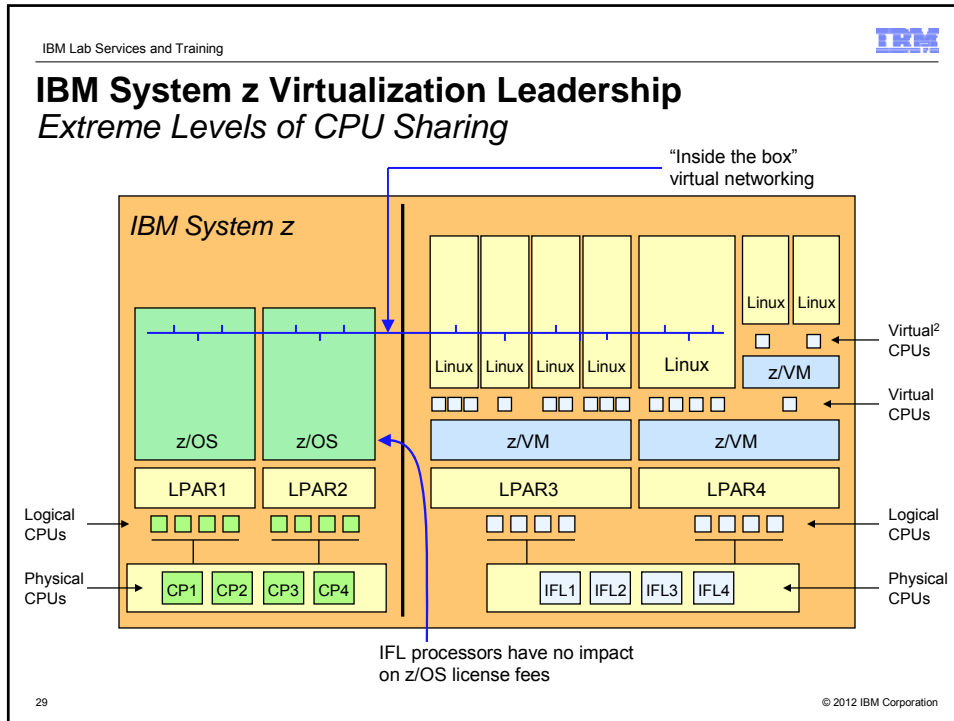 IBM Lab Services and Training
IBM
IBM System z Virtualization Leadership
Extreme Levels of CPU Sharing
“Inside the box”
virtual networking
IBM System z
Linux Linux
Virtual2
CPUs
Linux Linux Linux Linux Linux
z/VM
Virtual
CPUs
z/OS z/OS z/VM z/VM
LPAR1 LPAR2 LPAR3 LPAR4
Logical
CPUs
Logical
CPUs
Physical
CPUs
CP1 CP2 CP3 CP4 IFL1 IFL2 IFL3 IFL4
Physical
CPUs
IFL processors have no impact
on z/OS license fees
29
© 2012 IBM Corporation